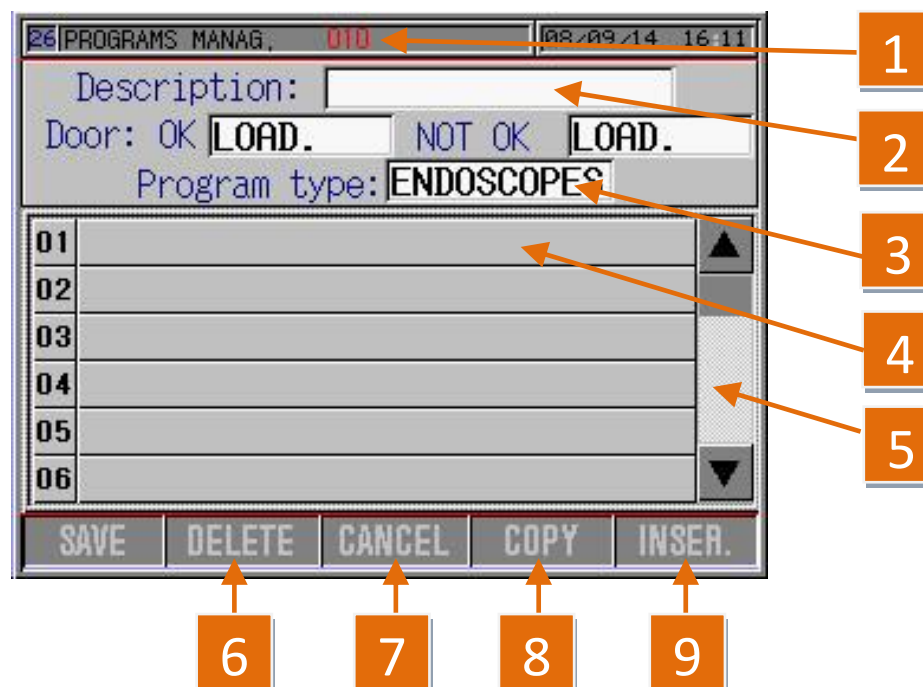 26 PROGRAMS MANAG. 010 08/09/14 16:11
1
Description:
2
Door: OK LOAD. NOT OK LOAD.
Program type: ENDOSCOPES
3
01
02
03
04
4
05
5
06
SAVE DELETE CANCEL COPY INSER.
6 7 8 9